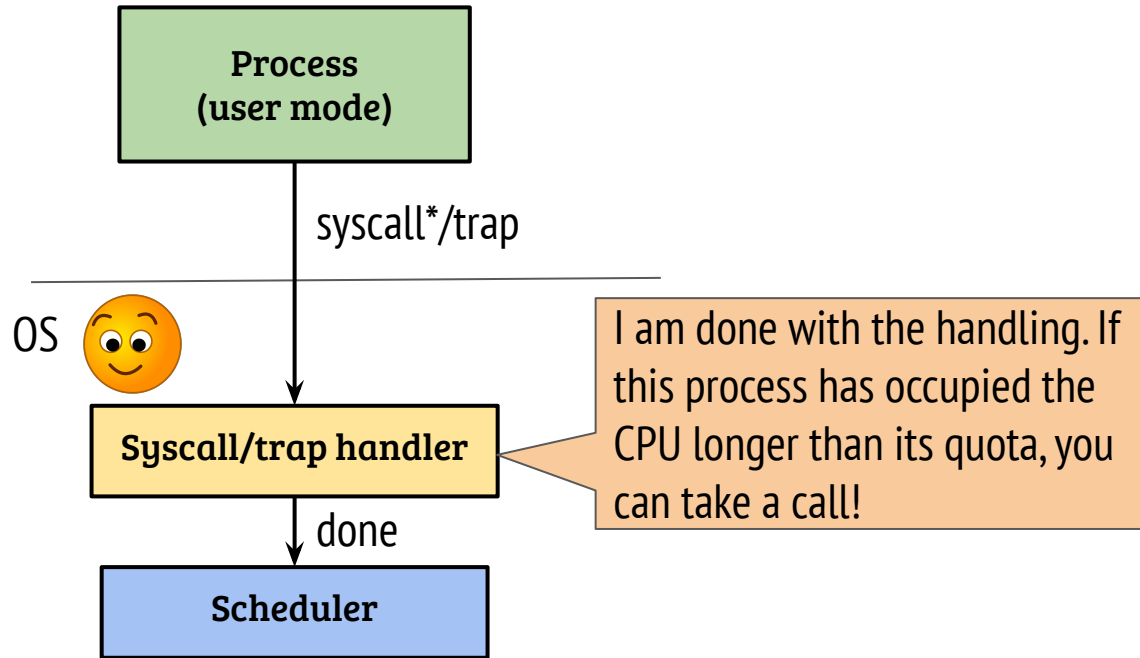 Process
(user mode)
syscall*/trap
OS
I am done with the handling. If
this process has occupied the
CPU longer than its quota, you
can take a call!
Syscall/trap handler
done
Scheduler